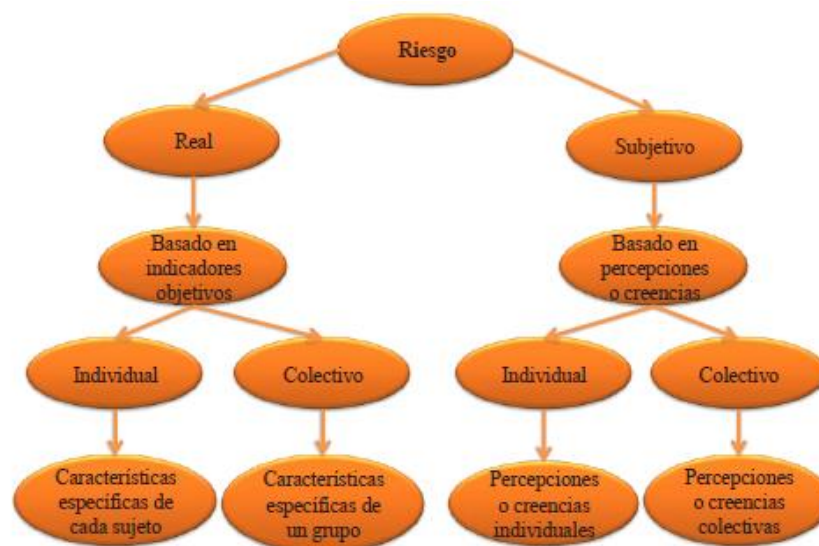 Riesgo
Real
Subjetivo
Basado en
indicadores
objetivos
Basado en
percepciones
o creencias
Individual
Colectivo
Individual
Colectivo
Características
específicas de
cada sujeto
Características
específicas de
un grupo
Percepciones
o creencias
individuales
Percepciones
o creencias
colectivas